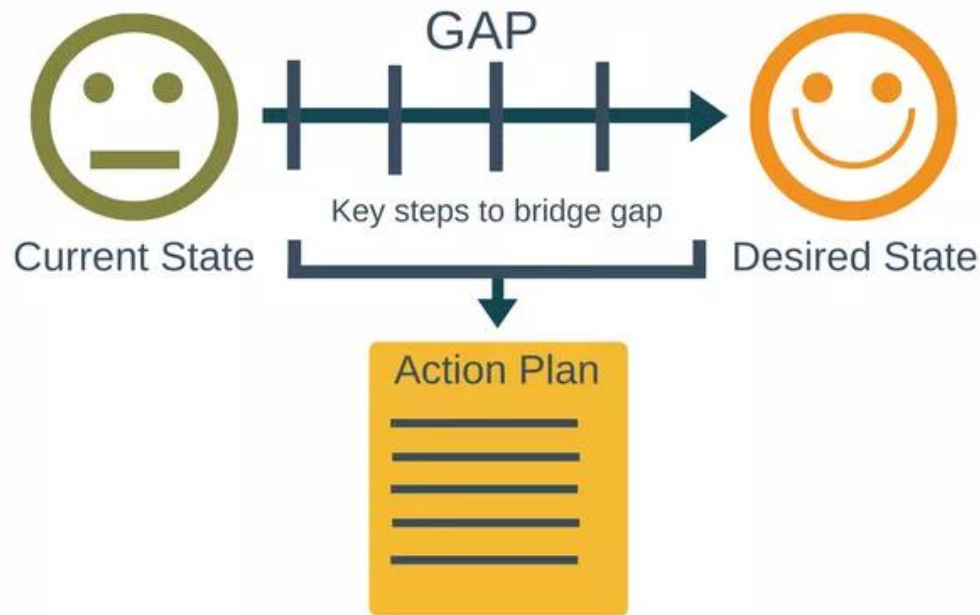 GAP
Key steps to bridge gap
Current State
Desired State
Action Plan